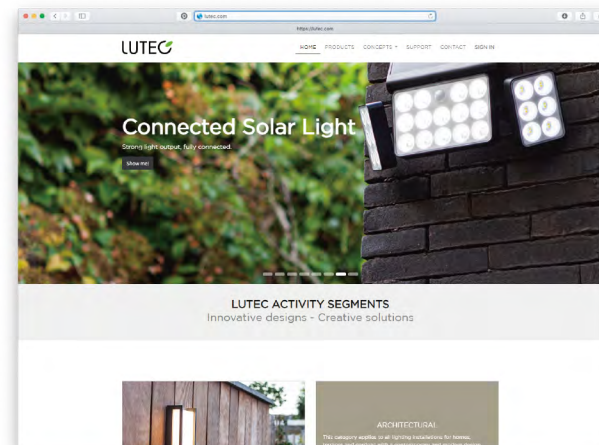 lutec.com
https://lutec.com
LUTEC
HOME PRODUCTS CONCEPTS SUPPORT CONTACT SIGN IN
Connected Solar Light
Strong light output, fully connected.
Show me!
LUTEC ACTIVITY SEGMENTS
Innovative designs - Creative solutions
ARCHITECTURAL
This category applies to all lighting installations for homes,